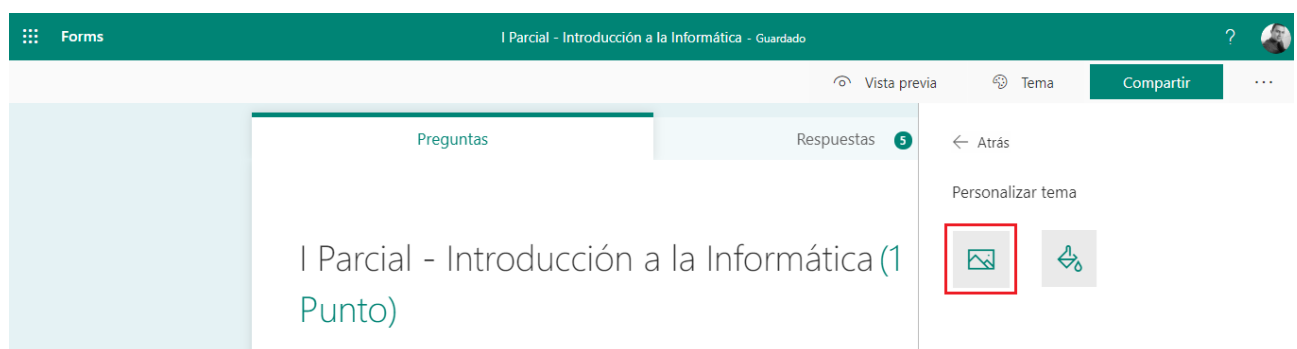 Forms
I Parcial - Introducción a la Informática - Guardado
?
Vista previa
Tema
Compartir
...
Preguntas
Respuestas 5
← Atrás
Personalizar tema
I Parcial - Introducción a la Informática (1
Punto)